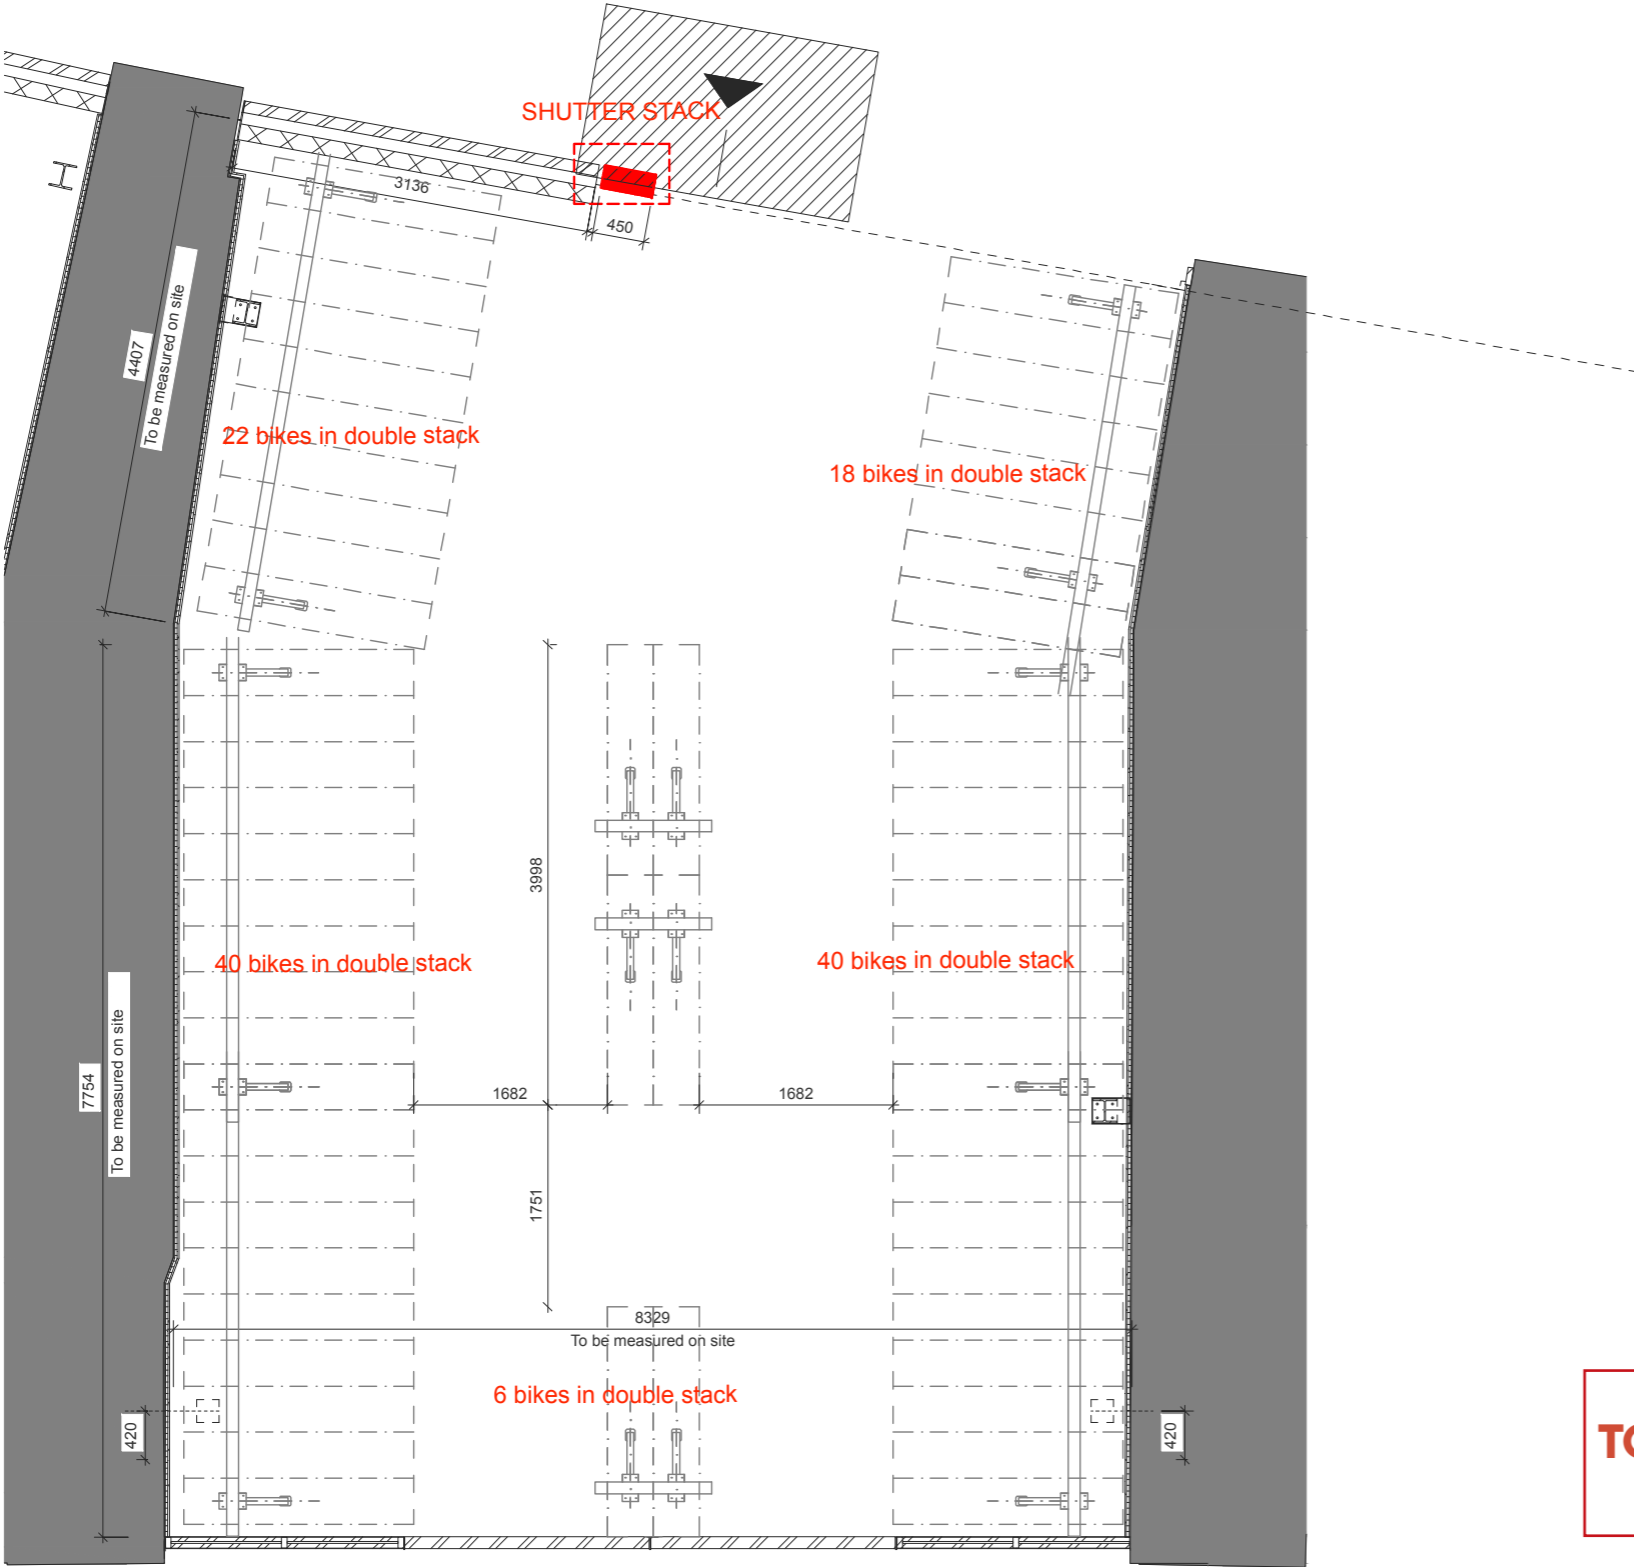 SHUTTER STACK
3136
450
4407
To be measured on site
22 bikes in double stack
18 bikes in double stack
3998
40 bikes in double stack
40 bikes in double stack
7754
To be measured on site
1682
1682
1751
8329
To be measured on site
6 bikes in double stack
420
420